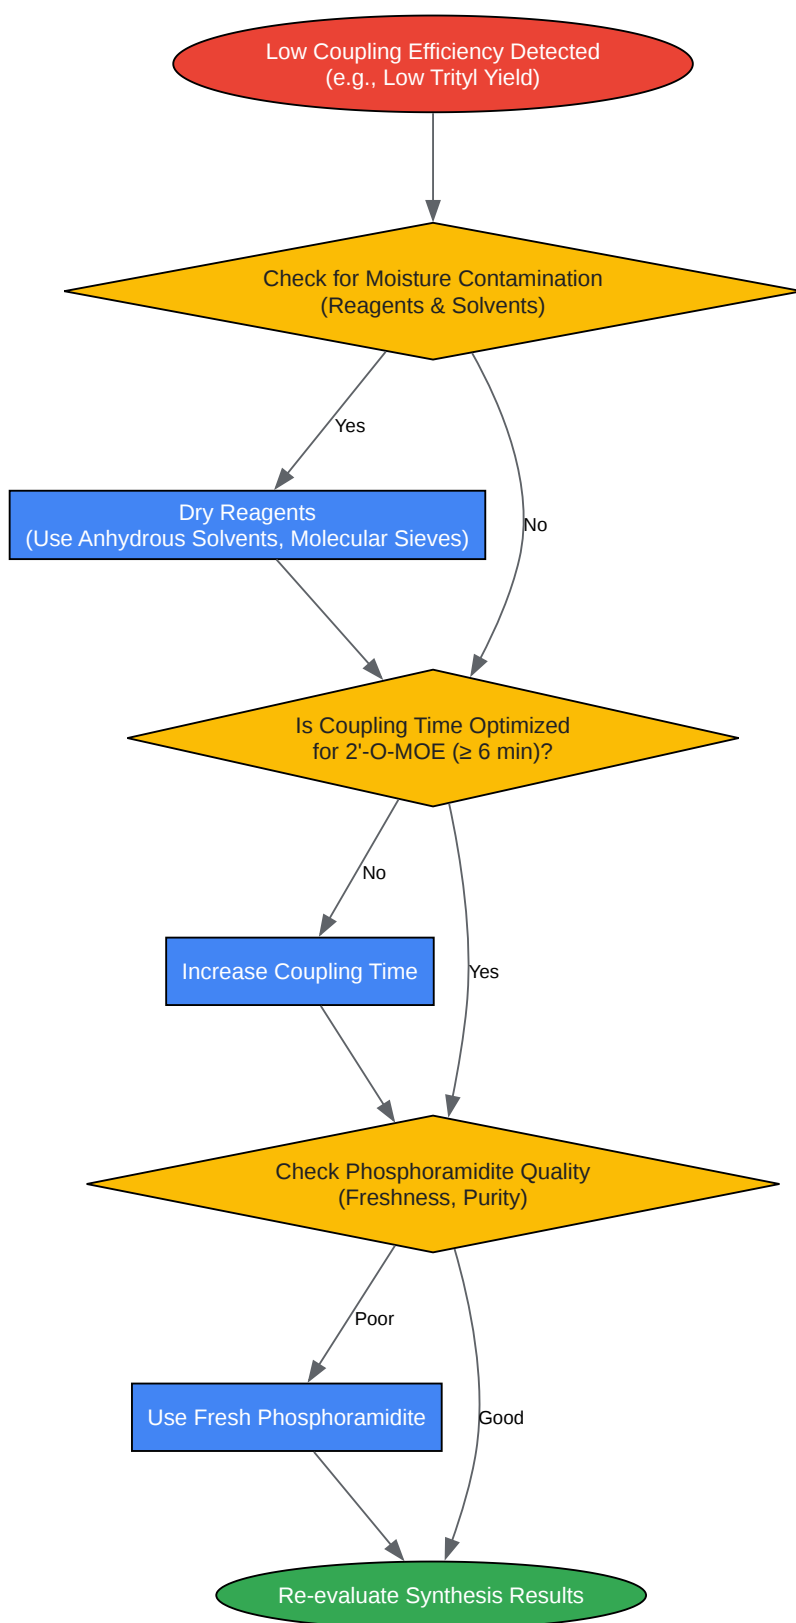 Low Coupling Efficiency Detected
(e.g., Low Trityl Yield)
Check for Moisture Contamination
(Reagents & Solvents)
Yes
Dry Reagents
(Use Anhydrous Solvents, Molecular Sieves)
No
Is Coupling Time Optimized
for 2'-O-MOE (≥ 6 min)?
No
Increase Coupling Time
Yes
Check Phosphoramidite Quality
(Freshness, Purity)
Poor
Use Fresh Phosphoramidite
Good
Re-evaluate Synthesis Results